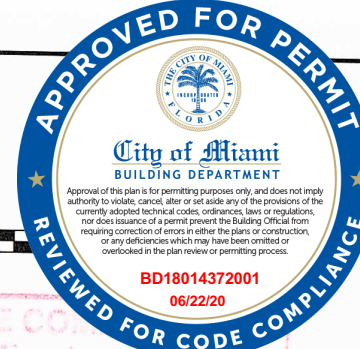 APPROVED FOR PERMIT
THE CITY OF MIAMI
INCORPORATED
18 96
FLORIDA
City of Miami
BUILDING DEPARTMENT
Approval of this plan is for permitting purposes only, and does not imply
authority to violate, cancel, alter or set aside any of the provisions of the
currently adopted technical codes, ordinances, laws or regulations,
nor does issuance of a permit prevent the Building Official from
requiring correction of errors in either the plans or construction,
or any deficiencies which may have been omitted or
overlooked in the plan review or permitting process.
BD18014372001
06/22/20
REVIEWED FOR CODE COMPLIANCE